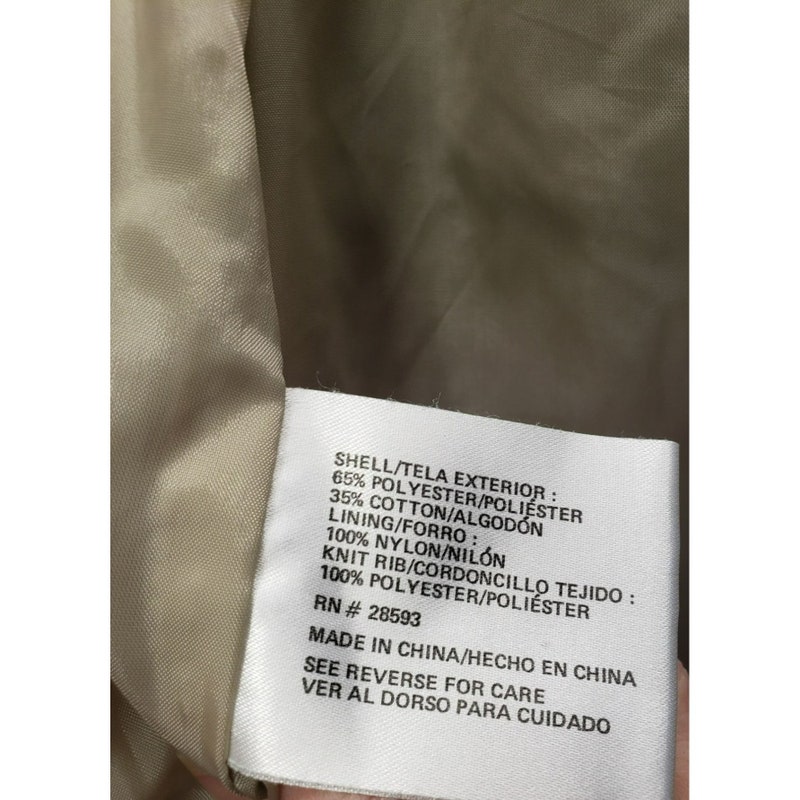 SHELL/TELA EXTERIOR :
65% POLYESTER/POLIÉSTER
35% COTTON/ALGODÓN
LINING/FORRO :
100% NYLON/NILÓN
KNIT RIB/CORDONCILLO TEJIDO :
100% POLYESTER/POLIÉSTER
RN # 28593
MADE IN CHINA/HECHO EN CHINA
SEE REVERSE FOR CARE
VER AL DORSO PARA CUIDADO